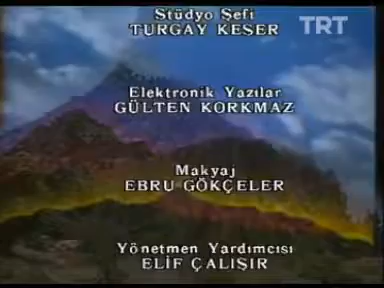 Stüdyo Şefi
TRT
TURGAY KESER
Elektronik Yazılar
GÜLTEN KORKMAZ
Makyaj
EBRU GÖKÇELER
Yönetmen Yardımcısı
ELİF ÇALIŞIR